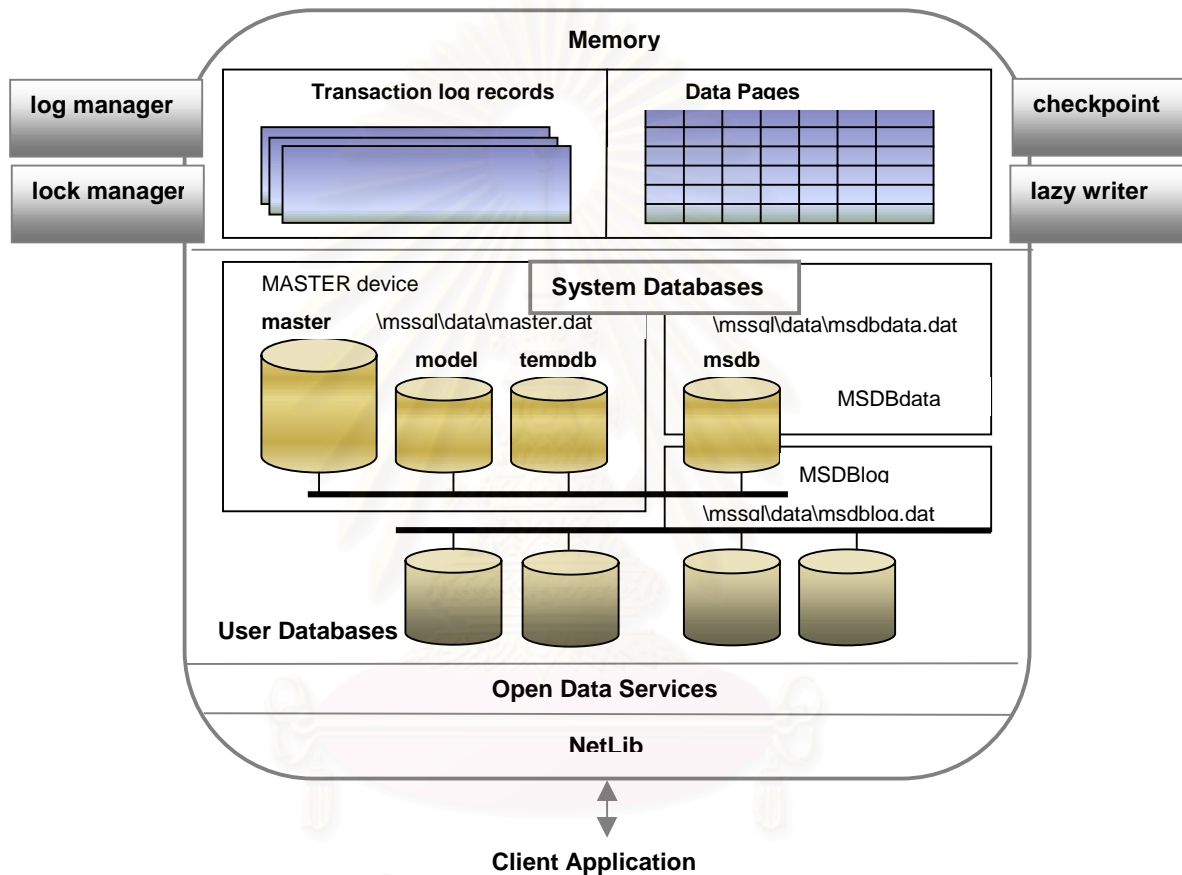 Memory
Transaction log records
Data Pages
log manager
checkpoint
lock manager
lazy writer
System Databases
MASTER device
master
\mssql\data\master.dat
\mssql\data\msdbdata.dat
model
tempdb
msdb
MSDBdata
MSDBlog
\mssql\data\msdblog.dat
User Databases
Open Data Services
NetLib
Client Application